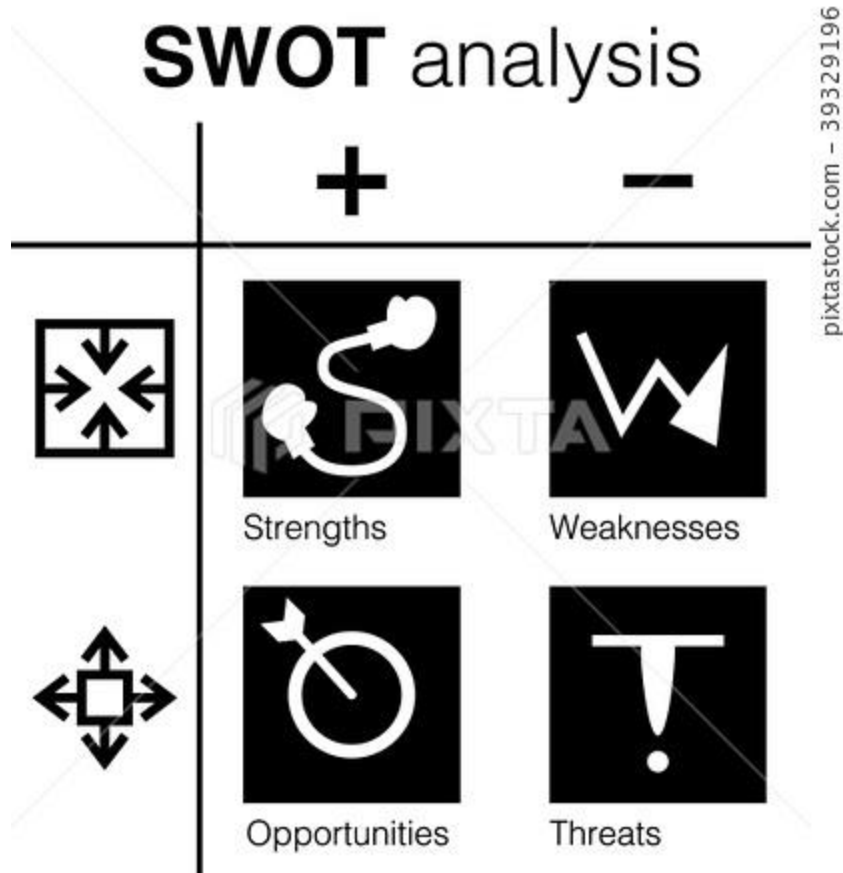 SWOT analysis
+ −
PIXTA
Strengths Weaknesses
Opportunities Threats
pixtastock.com – 39329196